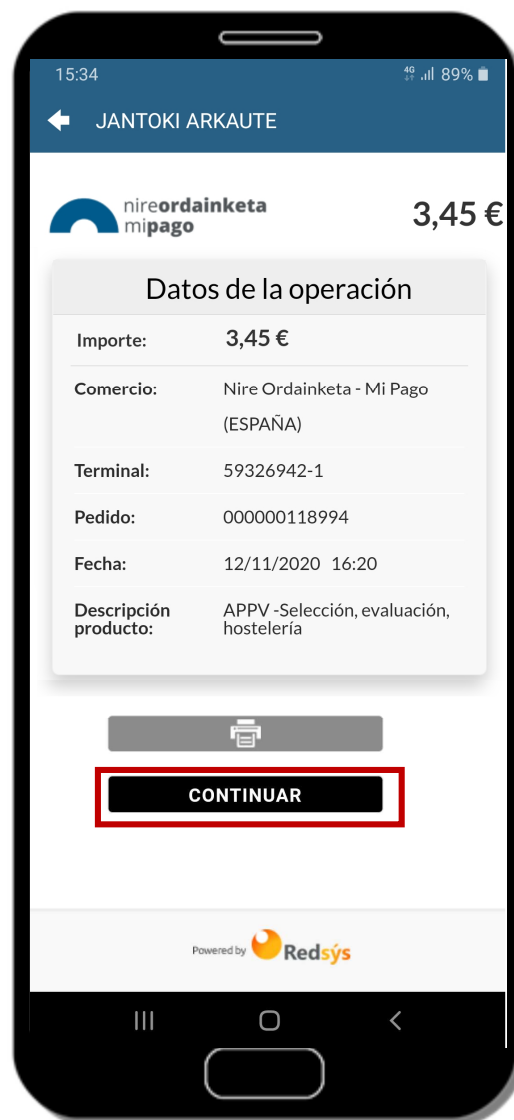 15:34 4G 89%
JANTOKI ARKAUTE
nireordainketa
mipago
3,45 €
Datos de la operación
Importe: 3,45 €
Comercio: Nire Ordainketa - Mi Pago
(ESPAÑA)
Terminal: 59326942-1
Pedido: 000000118994
Fecha: 12/11/2020 16:20
Descripción APPV -Selección, evaluación,
producto: hostelería
CONTINUAR
Powered by Redsýs